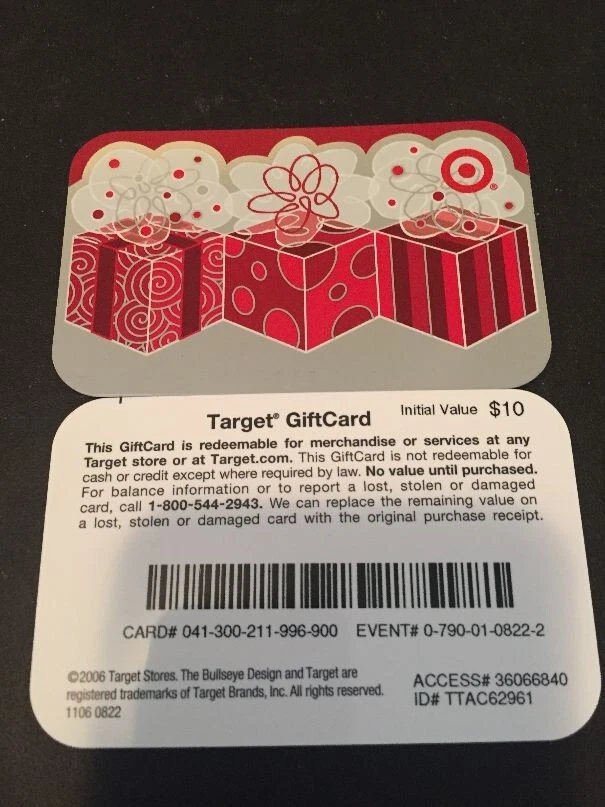 ®
Target® GiftCard Initial Value $10
This GiftCard is redeemable for merchandise or services at any
Target store or at Target.com. This GiftCard is not redeemable for
cash or credit except where required by law. No value until purchased.
For balance information or to report a lost, stolen or damaged
card, call 1-800-544-2943. We can replace the remaining value on
a lost, stolen or damaged card with the original purchase receipt.
CARD# 041-300-211-996-900 EVENT# 0-790-01-0822-2
©2006 Target Stores. The Bullseye Design and Target are
registered trademarks of Target Brands, Inc. All rights reserved.
1106 0822
ACCESS# 36066840
ID# TTAC62961